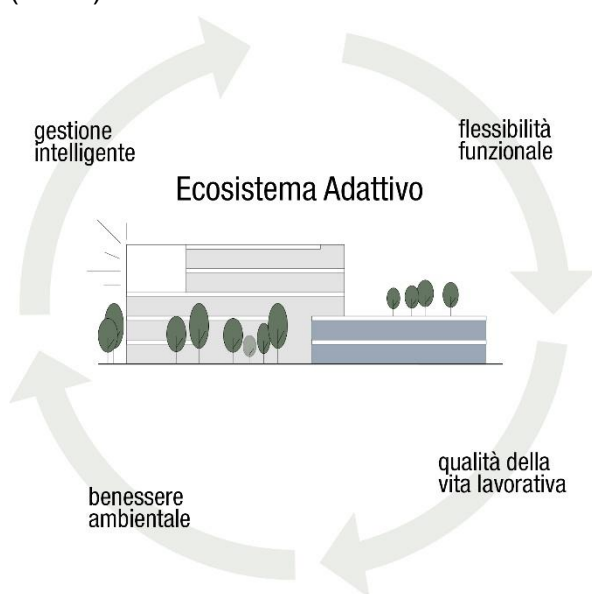 gestione
intelligente
flessibilità
funzionale
Ecosistema Adattivo
qualità della
vita lavorativa
benessere
ambientale